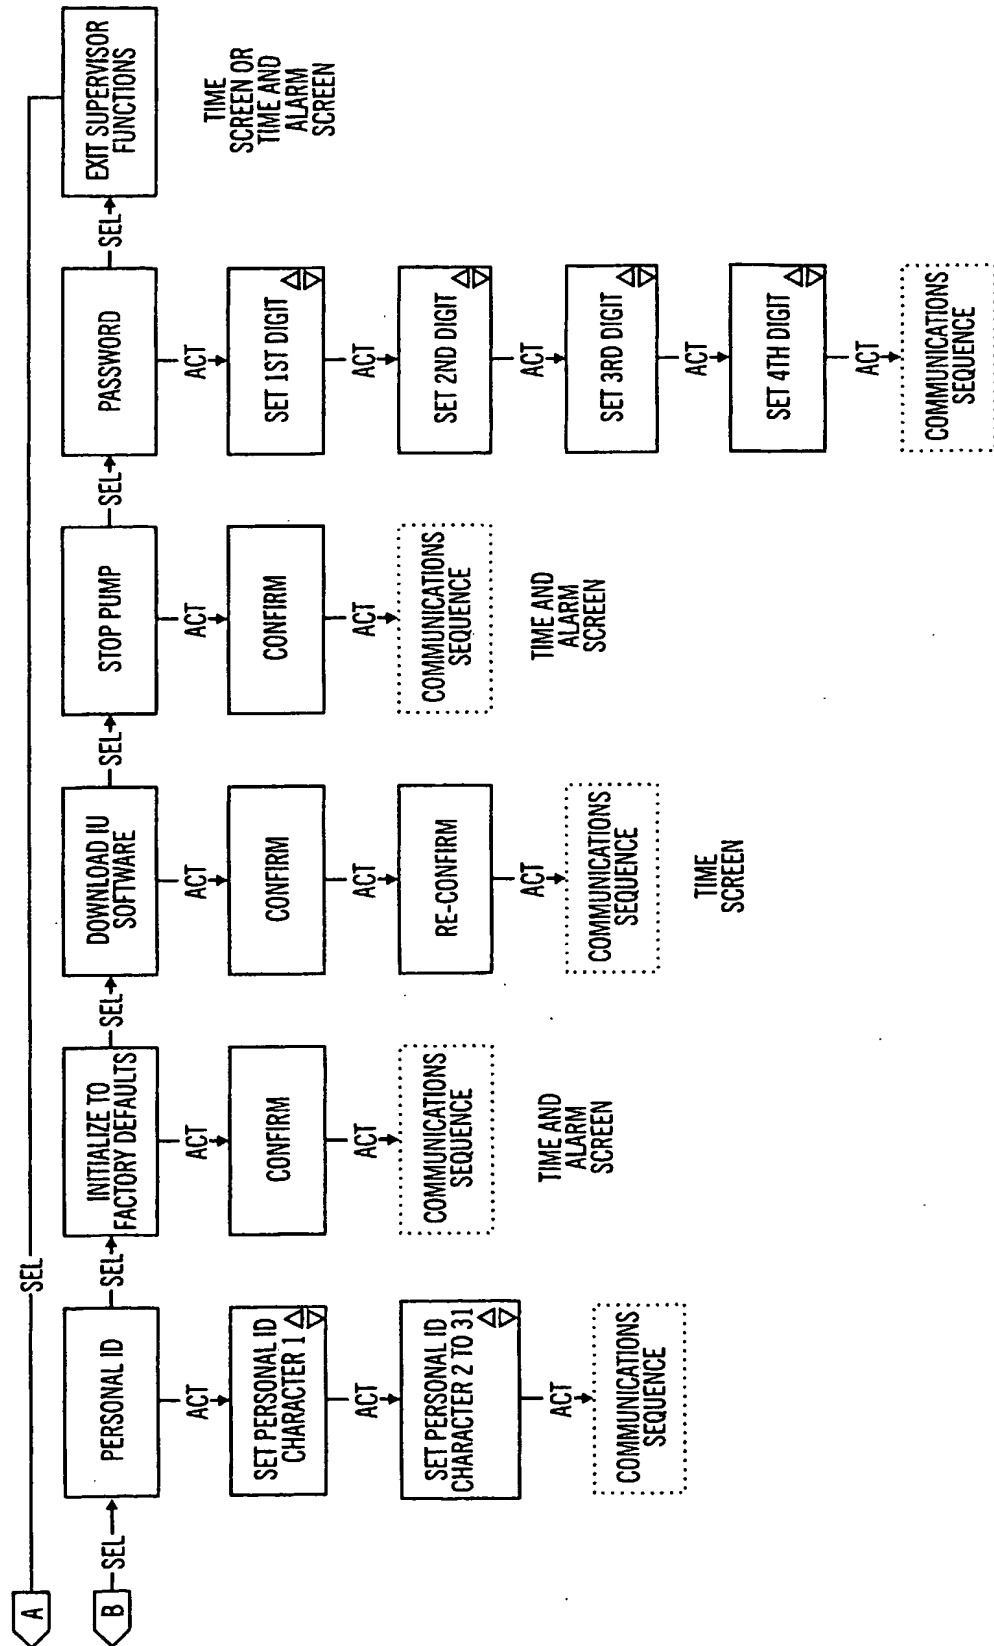 A
SEL
B
SEL
PERSONAL ID
SEL
INITIALIZE TO
FACTORY DEFAULTS
SEL
DOWNLOAD IU
SOFTWARE
SEL
STOP PUMP
SEL
PASSWORD
SEL
EXIT SUPERVISOR
FUNCTIONS
ACT
ACT
ACT
ACT
ACT
TIME
SCREEN OR
TIME AND
ALARM
SCREEN
SET PERSONAL ID
CHARACTER 1
CONFIRM
CONFIRM
CONFIRM
SET 1ST DIGIT
ACT
ACT
ACT
ACT
ACT
SET PERSONAL ID
CHARACTER 2 TO 31
COMMUNICATIONS
SEQUENCE
RE-CONFIRM
COMMUNICATIONS
SEQUENCE
SET 2ND DIGIT
ACT
TIME AND
ALARM
SCREEN
ACT
TIME AND
ALARM
SCREEN
ACT
COMMUNICATIONS
SEQUENCE
COMMUNICATIONS
SEQUENCE
SET 3RD DIGIT
TIME
SCREEN
ACT
SET 4TH DIGIT
ACT
COMMUNICATIONS
SEQUENCE